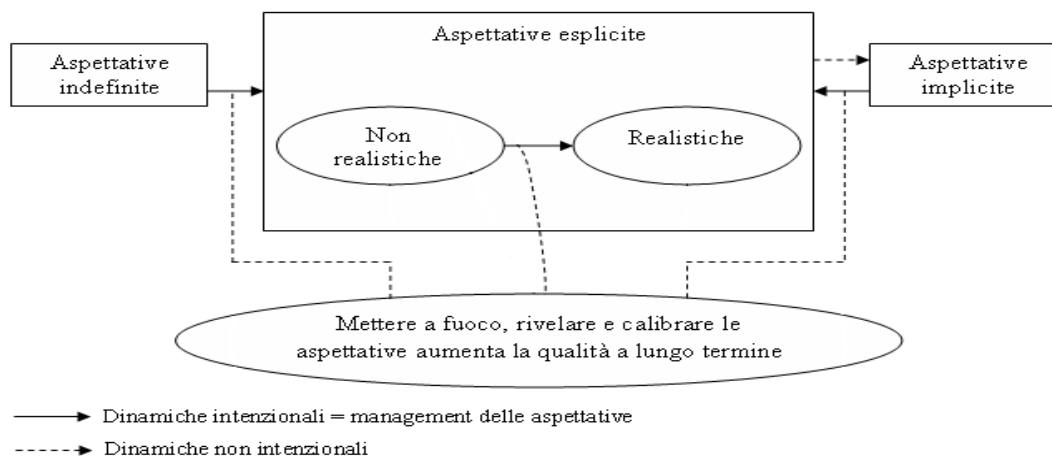 Aspettative esplicite
Aspettative
indefinite
Aspettative
implicite
Non
realistiche
Realistiche
Mettere a fuoco, rivelare e calibrare le
aspettative aumenta la qualità a lungo termine
Dinamiche intenzionali = management delle aspettative
Dinamiche non intenzionali